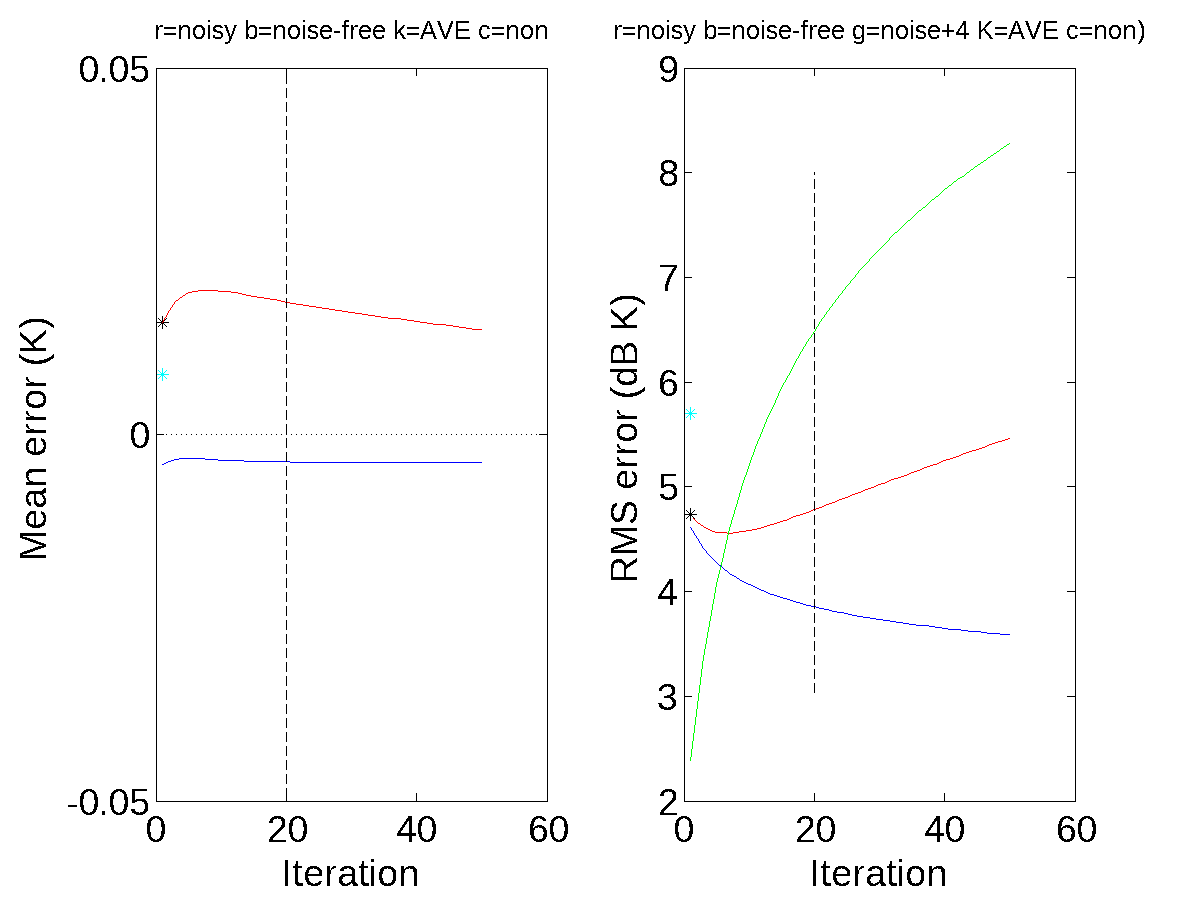 r=noisy b=noise-free k=AVE c=non
0.05
0
-0.05
0 20 40 60
Mean error (K)
Iteration
r=noisy b=noise-free g=noise+4 K=AVE c=non)
9
8
7
6
5
4
3
2
0 20 40 60
RMS error (dB K)
Iteration